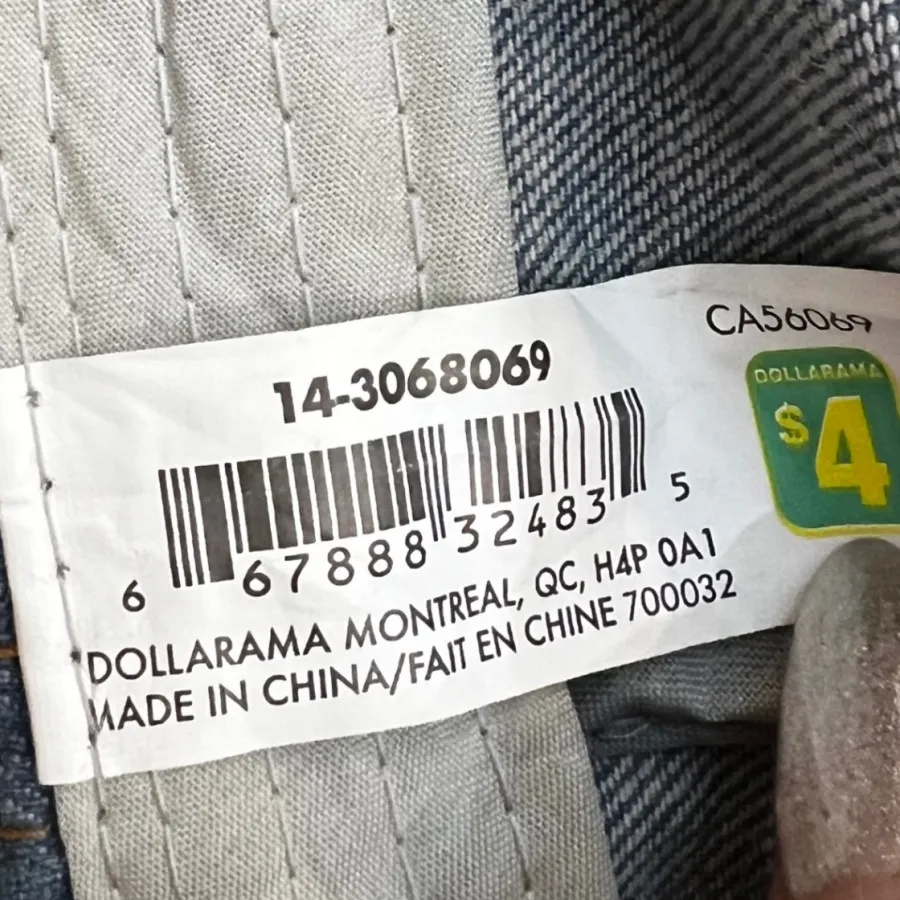 CA56069
14-3068069
DOLLARAMA
$4
6 67888 32483 5
DOLLARAMA MONTREAL, QC, H4P 0A1
MADE IN CHINA/FAIT EN CHINE 700032